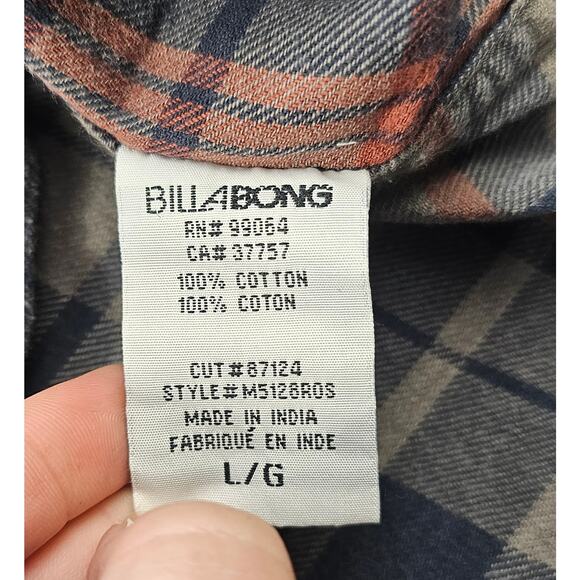 BILLABONG
RN# 99064
CA# 37757
100% COTTON
100% COTON
CUT#87124
STYLE#M5128ROS
MADE IN INDIA
FABRIQUÉ EN INDE
L/G